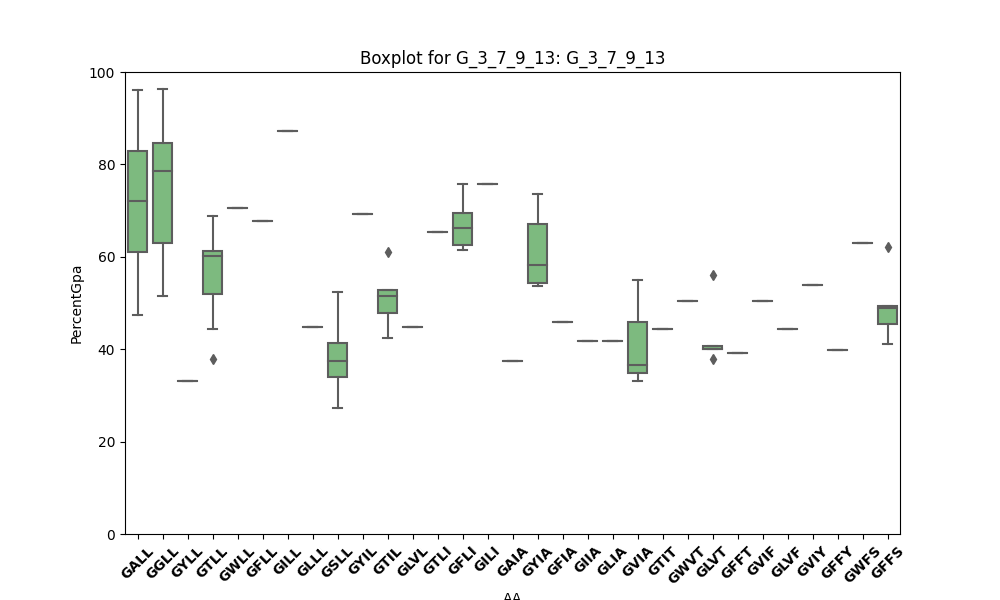 Boxplot for G_3_7_9_13: G_3_7_9_13
100
80
60
40
20
0
PercentGpa
GALL GGLL GYLL GTLL GWLL GFLL GILL GLLL GSLL GYIL GTIL GLVL GTLI GFLI GILI GAIA GYIA GFIA GIIA GLIA GVIA GTIT GWVT GLVT GFFT GVIF GLVF GVIY GFFY GWFS GFFS
AA